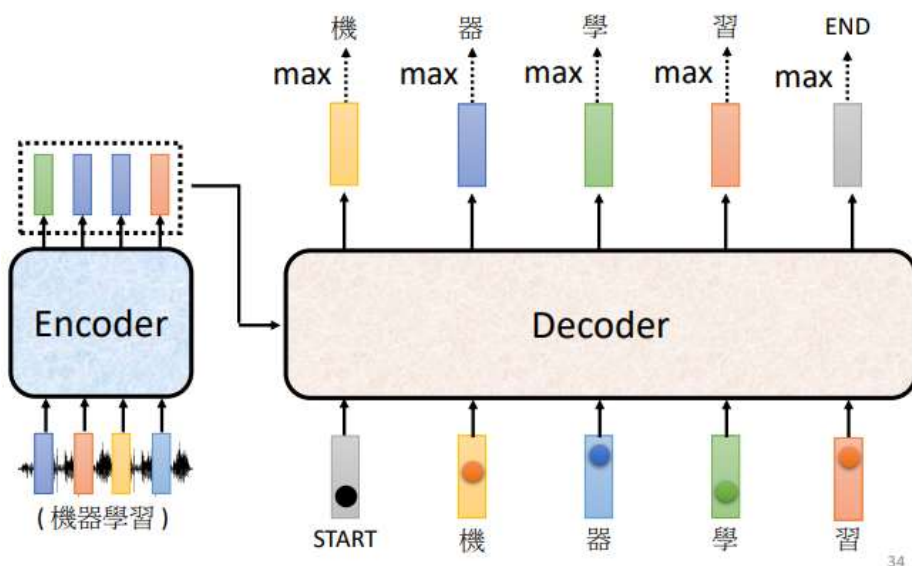 機 器 學 習 END
max max max max max
Encoder
Decoder
(機器學習)
START 機 器 學 習
34